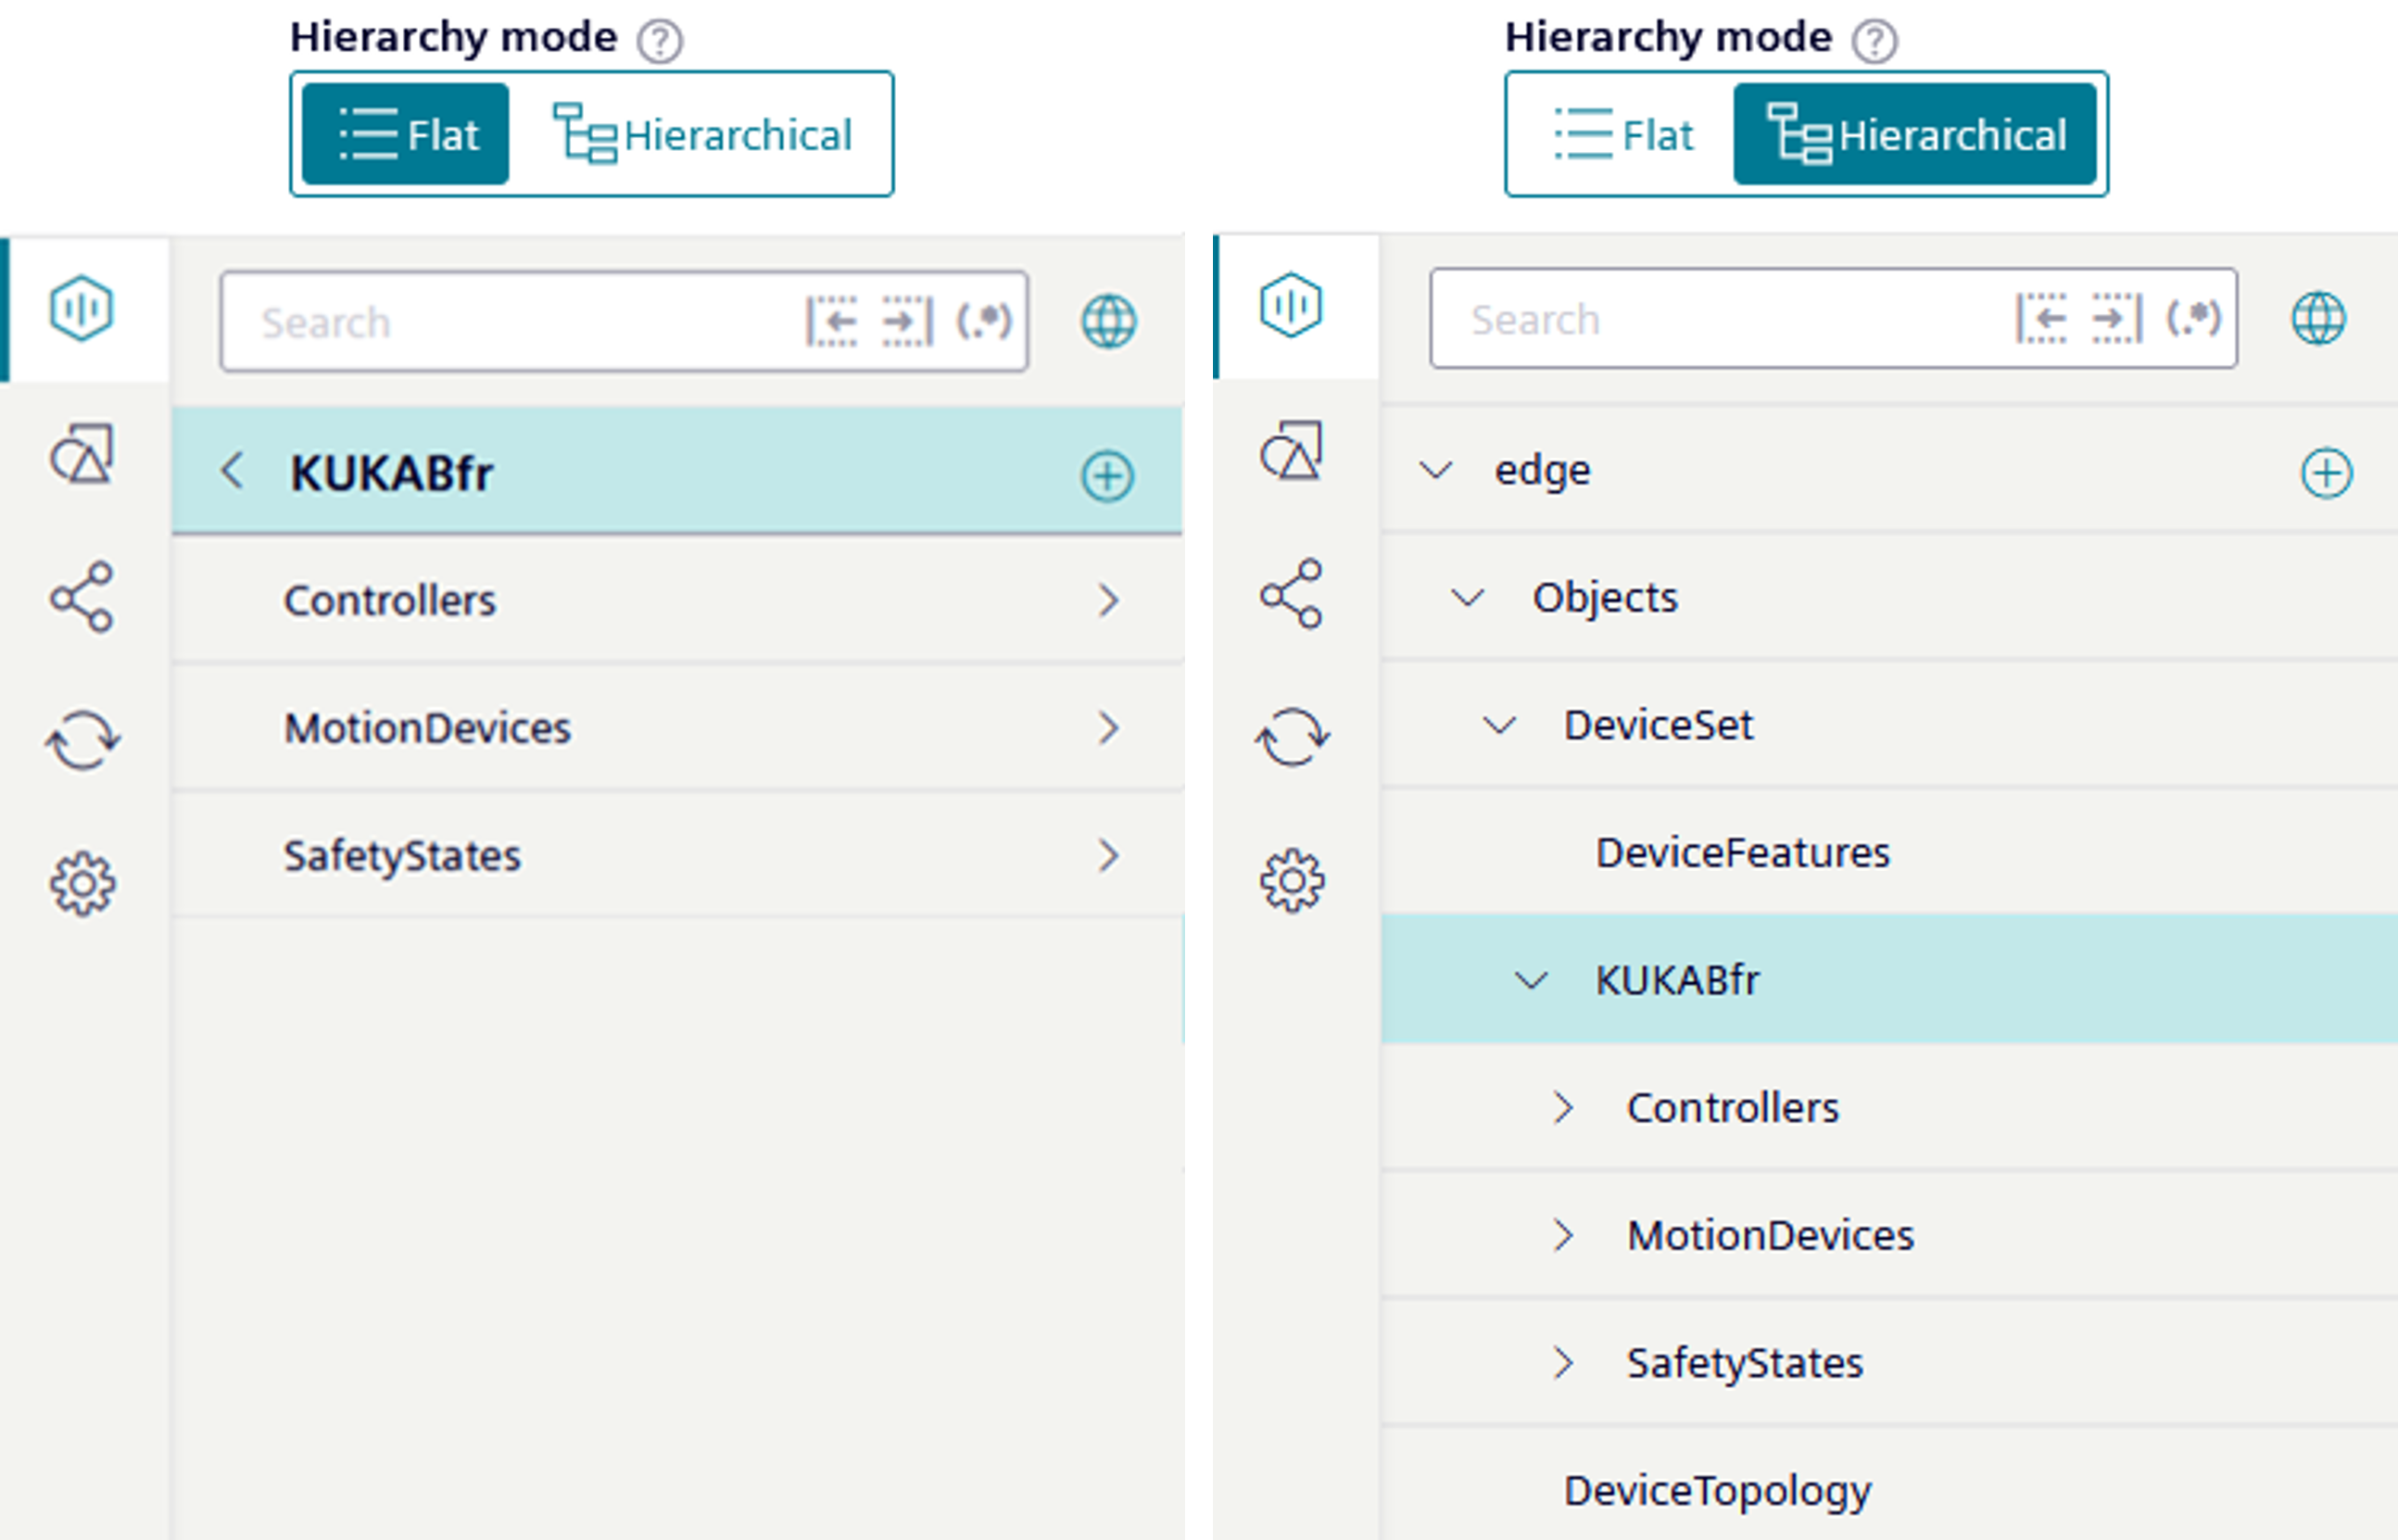 Hierarchy mode ?
Flat Hierarchical
Search (.*)
KUKABfr
Controllers
MotionDevices
SafetyStates
Hierarchy mode ?
Flat Hierarchical
Search (.*)
edge
Objects
DeviceSet
DeviceFeatures
KUKABfr
Controllers
MotionDevices
SafetyStates
DeviceTopology